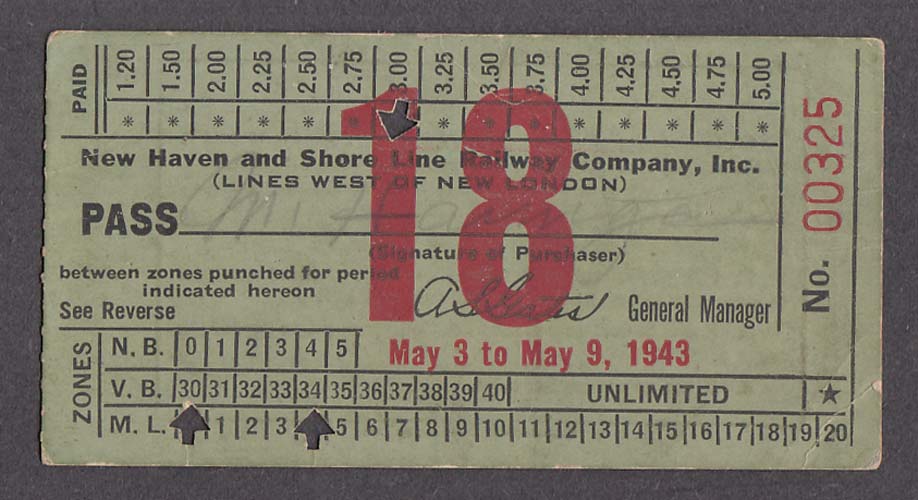 PAID 1.20 1.50 2.00 2.25 2.50 2.75 3.00 3.25 3.50 3.75 4.00 4.25 4.50 4.75 5.00
* * * * * * * * * * * * * *
18
New Haven and Shore Line Railway Company, Inc.
(LINES WEST OF NEW LONDON)
PASS
(Signature of Purchaser)
between zones punched for period
indicated hereon
See Reverse
General Manager
No. 00325
May 3 to May 9, 1943
ZONES
N. B. 0 1 2 3 4 5
V. B. 30 31 32 33 34 35 36 37 38 39 40 UNLIMITED ★
M. L. 1 2 3 5 6 7 8 9 10 11 12 13 14 15 16 17 18 19 20